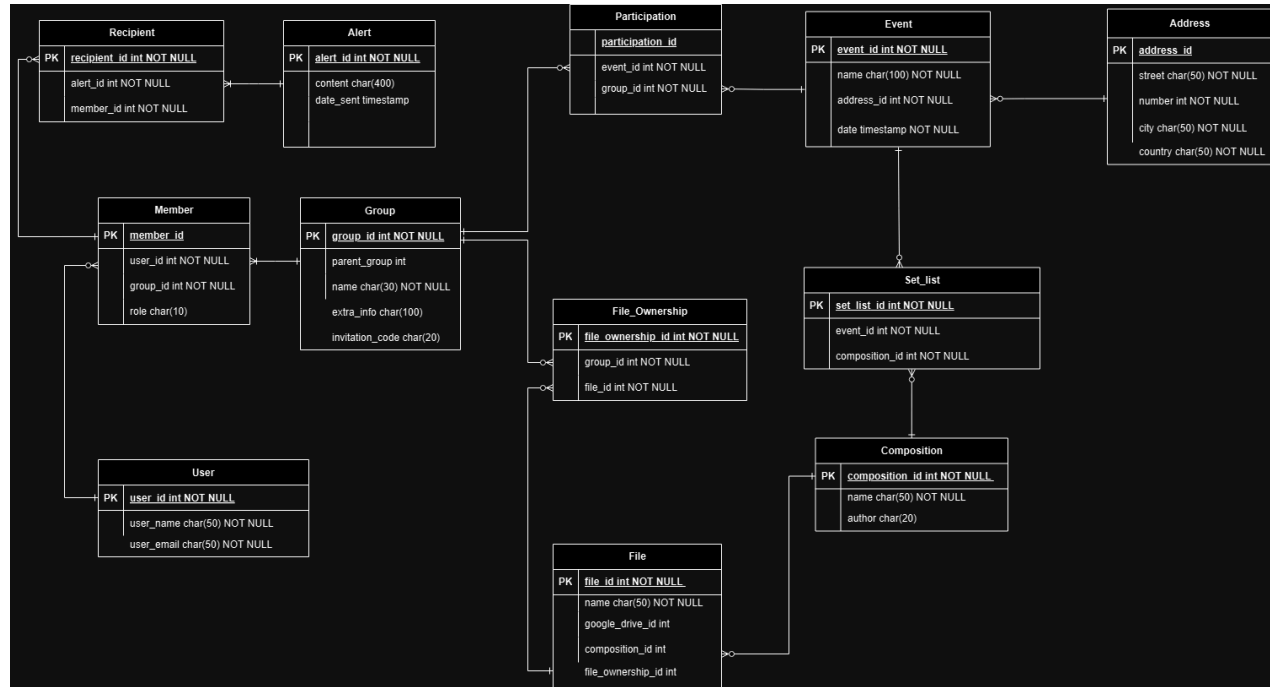 Recipient
PK recipient_id int NOT NULL
alert_id int NOT NULL
member_id int NOT NULL
Alert
PK alert_id int NOT NULL
content char(400)
date_sent timestamp
Participation
participation_id
event_id int NOT NULL
group_id int NOT NULL
Event
PK event_id int NOT NULL
name char(100) NOT NULL
address_id int NOT NULL
date timestamp NOT NULL
Address
PK address_id
street char(50) NOT NULL
number int NOT NULL
city char(50) NOT NULL
country char(50) NOT NULL
Member
PK member_id
user_id int NOT NULL
group_id int NOT NULL
role char(10)
Group
PK group_id int NOT NULL
parent_group int
name char(30) NOT NULL
extra_info char(100)
invitation_code char(20)
File_Ownership
PK file_ownership_id int NOT NULL
group_id int NOT NULL
file_id int NOT NULL
Set_list
PK set_list_id int NOT NULL
event_id int NOT NULL
composition_id int NOT NULL
User
PK user_id int NOT NULL
user_name char(50) NOT NULL
user_email char(50) NOT NULL
Composition
PK composition_id int NOT NULL
name char(50) NOT NULL
author char(20)
File
PK file_id int NOT NULL
name char(50) NOT NULL
google_drive_id int
composition_id int
file_ownership_id int